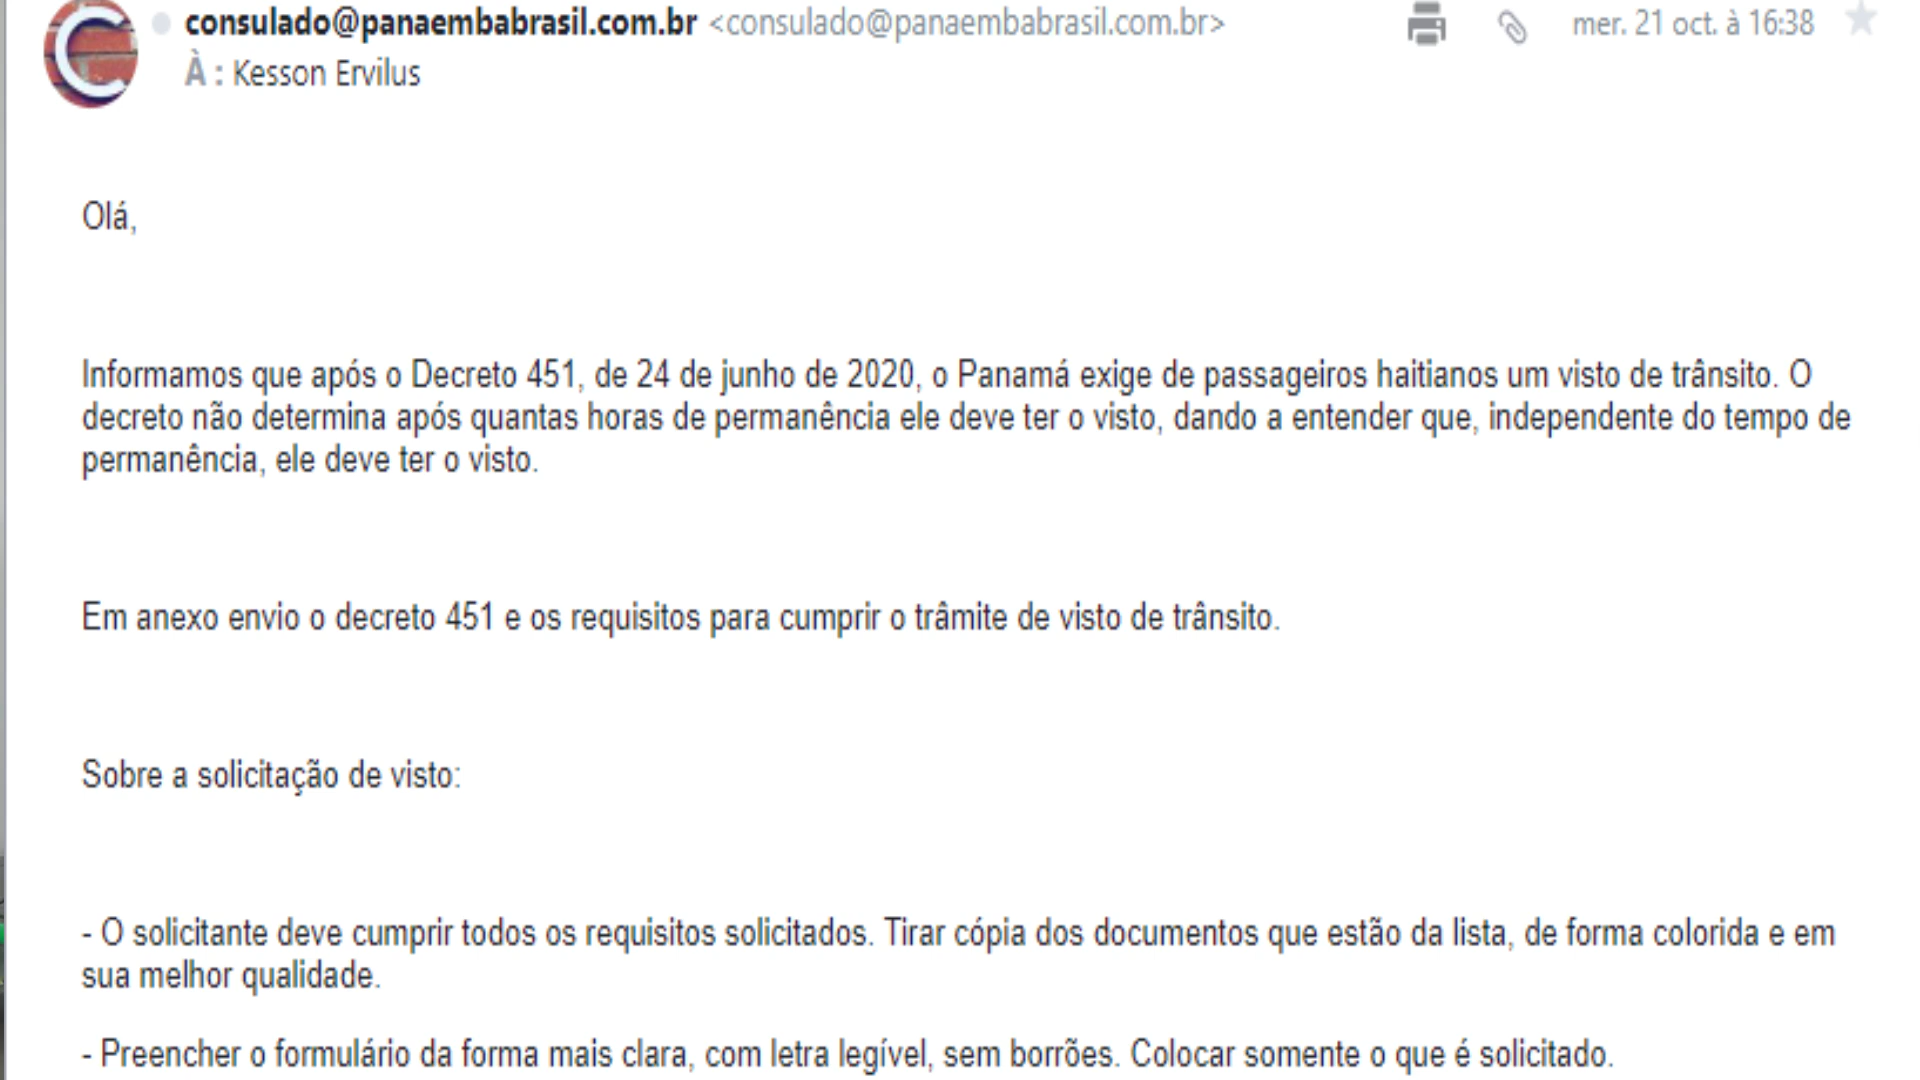 consulado@panaembabrasil.com.br <consulado@panaembabrasil.com.br> mer. 21 oct. à 16:38
À : Kesson Ervilus
Olá,
Informamos que após o Decreto 451, de 24 de junho de 2020, o Panamá exige de passageiros haitianos um visto de trânsito. O
decreto não determina após quantas horas de permanência ele deve ter o visto, dando a entender que, independente do tempo de
permanência, ele deve ter o visto.
Em anexo envio o decreto 451 e os requisitos para cumprir o trâmite de visto de trânsito.
Sobre a solicitação de visto:
- O solicitante deve cumprir todos os requisitos solicitados. Tirar cópia dos documentos que estão da lista, de forma colorida e em
sua melhor qualidade.
- Preencher o formulário da forma mais clara, com letra legível, sem borrões. Colocar somente o que é solicitado.